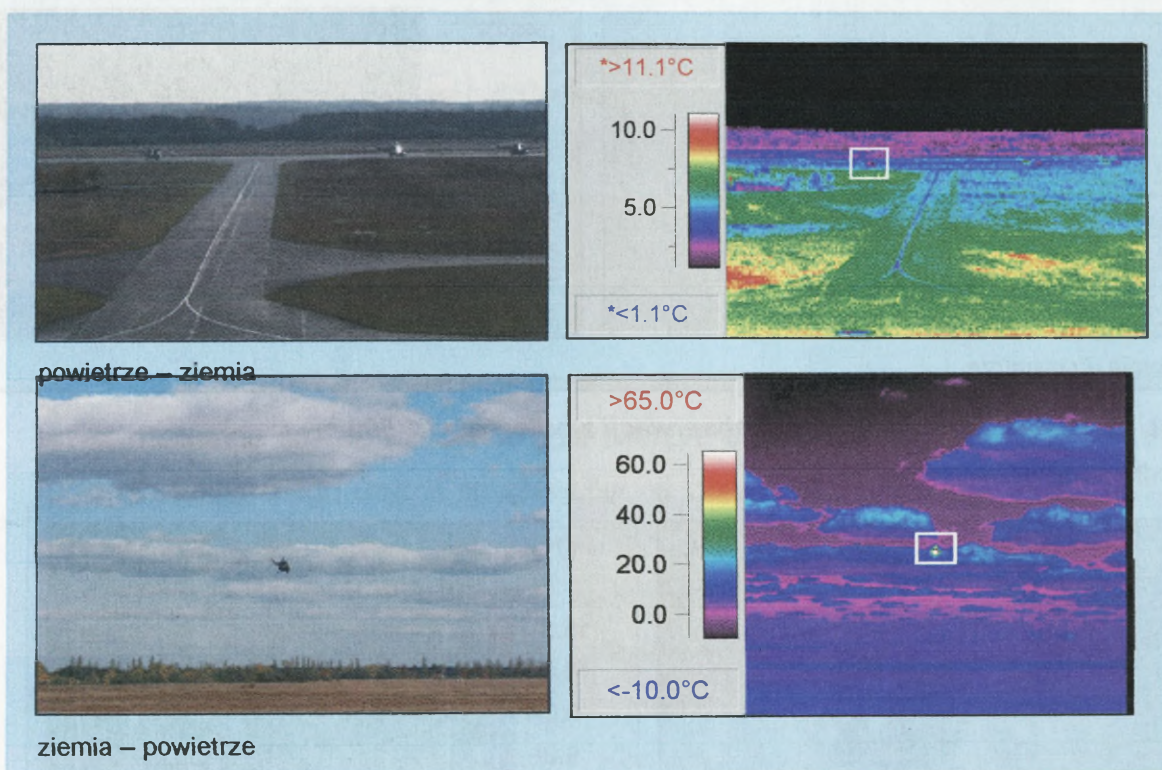 *>11.1°C
10.0
5.0
*<1.1°C
powietrze – ziemia
>65.0°C
60.0
40.0
20.0
0.0
<-10.0°C
ziemia – powietrze